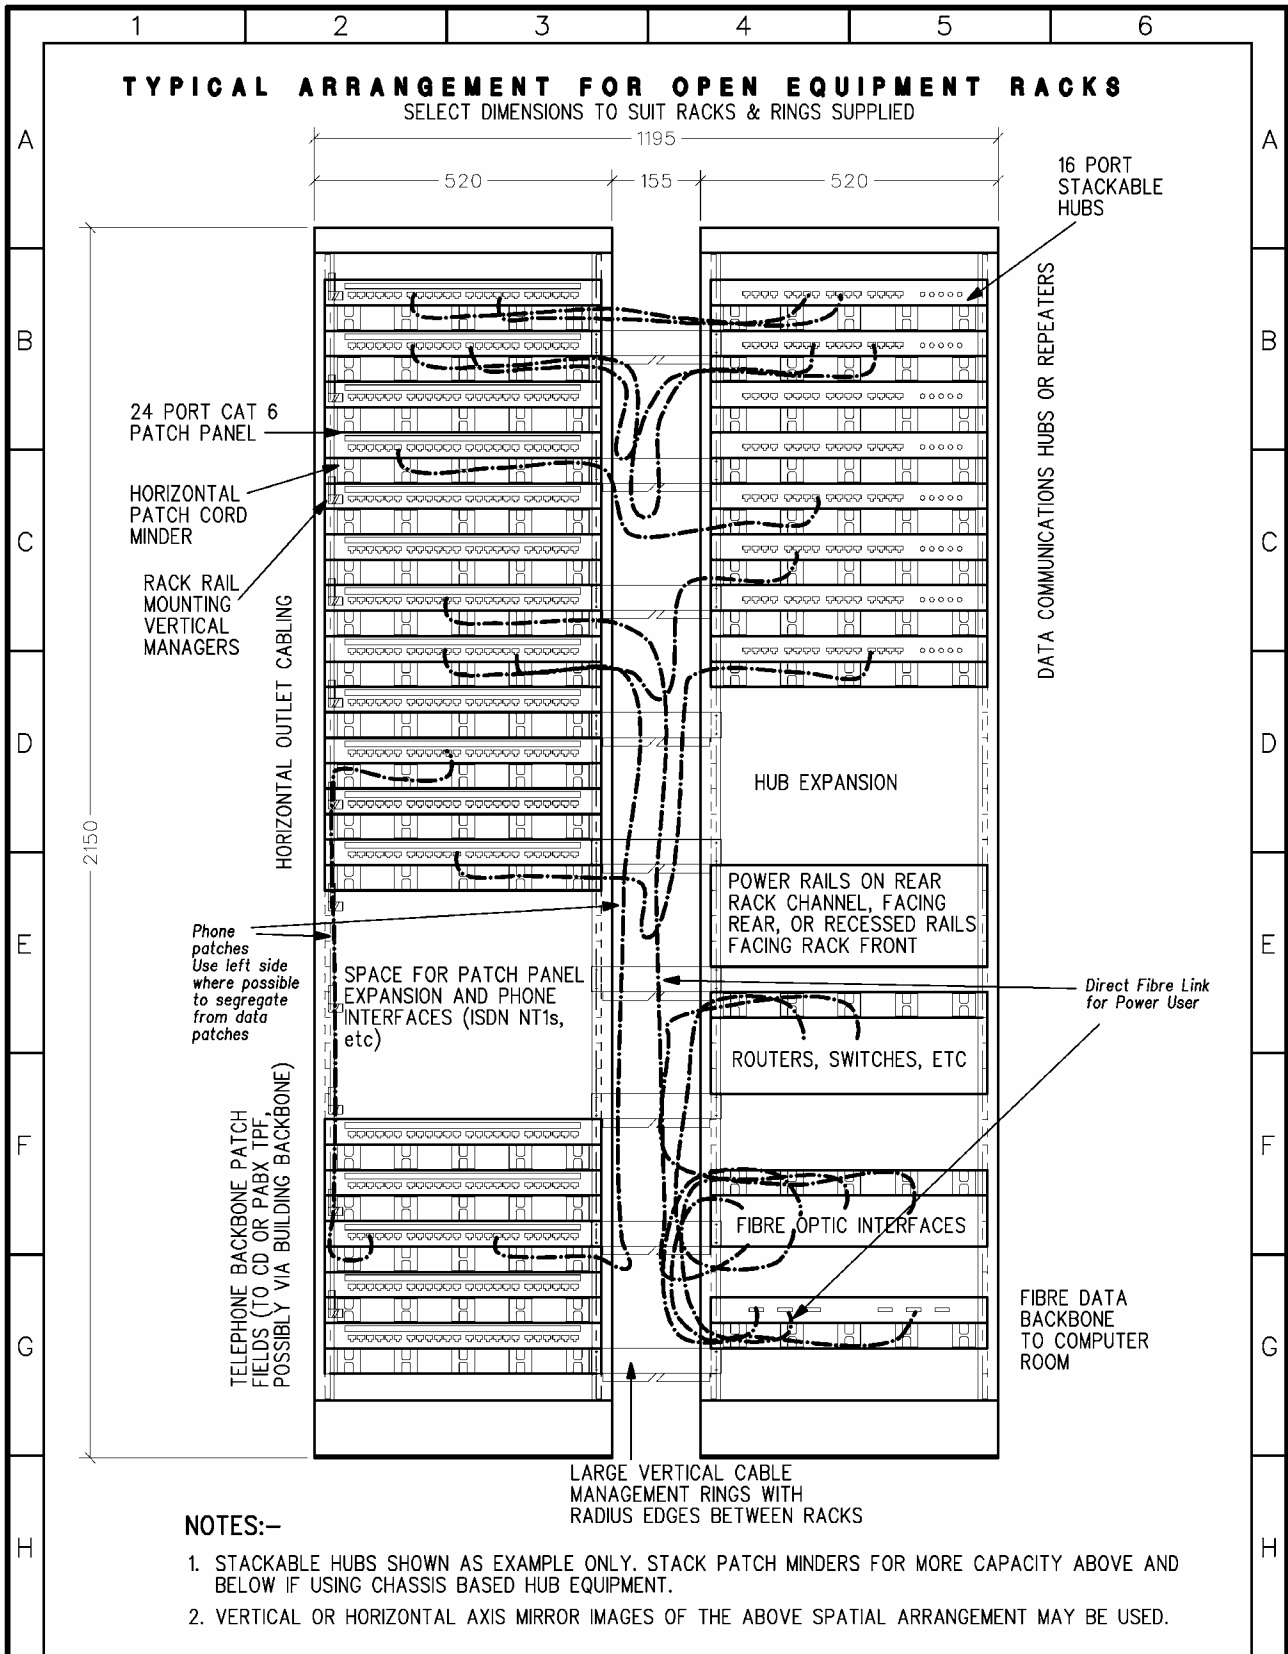 1 2 3 4 5 6
TYPICAL ARRANGEMENT FOR OPEN EQUIPMENT RACKS
SELECT DIMENSIONS TO SUIT RACKS & RINGS SUPPLIED
A A
1195
520 155 520
16 PORT
STACKABLE
HUBS
B B
DATA COMMUNICATIONS HUBS OR REPEATERS
24 PORT CAT 6
PATCH PANEL
HORIZONTAL
PATCH CORD
MINDER
C C
RACK RAIL
MOUNTING
VERTICAL
MANAGERS
HORIZONTAL OUTLET CABLING
D D
HUB EXPANSION
2150
POWER RAILS ON REAR
RACK CHANNEL, FACING
REAR, OR RECESSED RAILS
FACING RACK FRONT
E E
Phone
patches
Use left side
where possible
to segregate
from data
patches
SPACE FOR PATCH PANEL
EXPANSION AND PHONE
INTERFACES (ISDN NT1s,
etc)
Direct Fibre Link
for Power User
ROUTERS, SWITCHES, ETC
F F
TELEPHONE BACKBONE PATCH
FIELDS (TO CD OR PABX TPF,
POSSIBLY VIA BUILDING BACKBONE)
FIBRE OPTIC INTERFACES
FIBRE DATA
BACKBONE
TO COMPUTER
ROOM
G G
LARGE VERTICAL CABLE
MANAGEMENT RINGS WITH
RADIUS EDGES BETWEEN RACKS
H H
NOTES:–
1. STACKABLE HUBS SHOWN AS EXAMPLE ONLY. STACK PATCH MINDERS FOR MORE CAPACITY ABOVE AND
BELOW IF USING CHASSIS BASED HUB EQUIPMENT.
2. VERTICAL OR HORIZONTAL AXIS MIRROR IMAGES OF THE ABOVE SPATIAL ARRANGEMENT MAY BE USED.